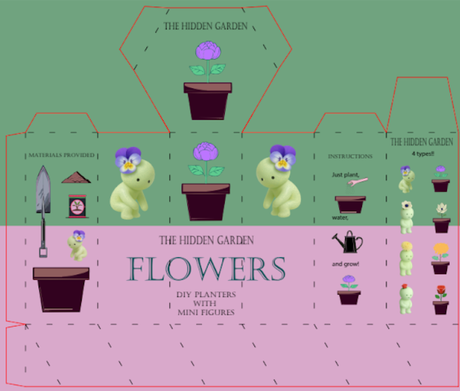 THE HIDDEN GARDEN
MATERIALS PROVIDED
THE HIDDEN GARDEN
FLOWERS
DIY PLANTERS
WITH
MINI FIGURES
INSTRUCTIONS
Just plant,
water,
and grow!
THE HIDDEN GARDEN
4 types!!